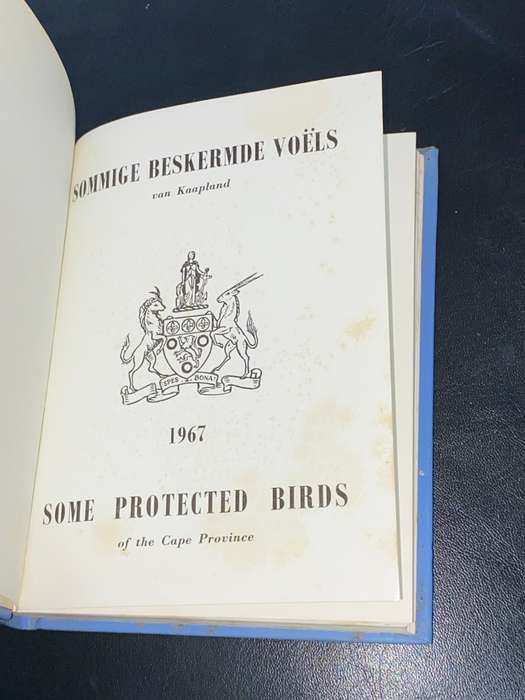 SOMMIGE BESKERMDE VOËLS
van Kaapland
SPES BONA
1967
SOME PROTECTED BIRDS
of the Cape Province